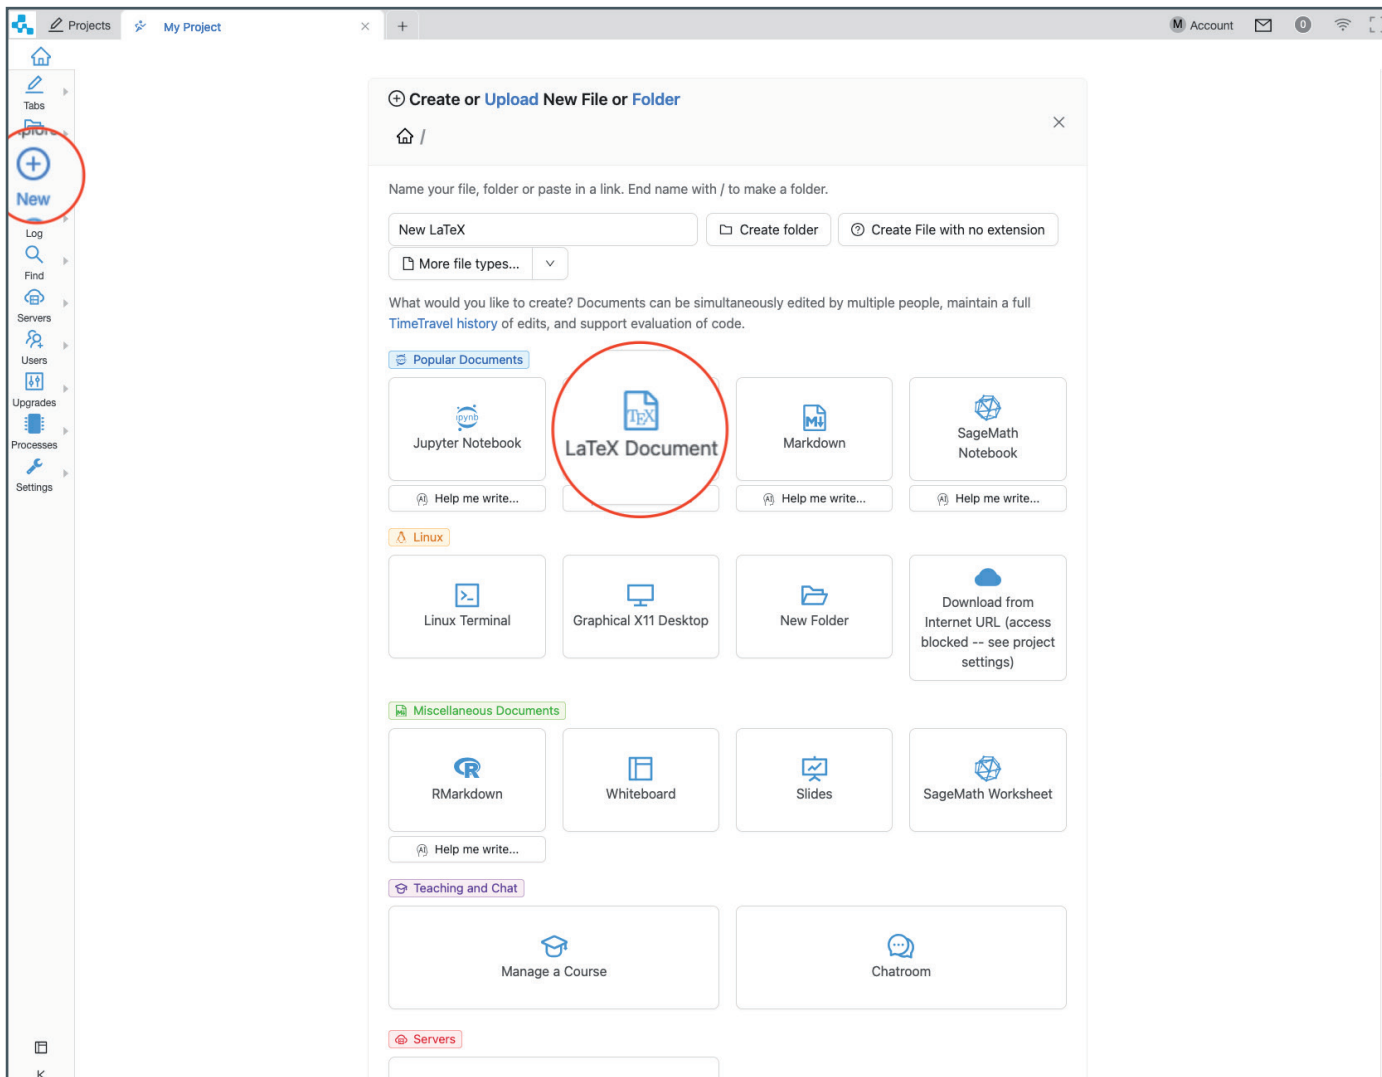 Projects
My Project
M Account
0
Tabs
New
Log
Find
Servers
Users
Upgrades
Processes
Settings
Create or Upload New File or Folder
/
Name your file, folder or paste in a link. End name with / to make a folder.
New LaTeX
Create folder
Create File with no extension
More file types...
What would you like to create? Documents can be simultaneously edited by multiple people, maintain a full
TimeTravel history of edits, and support evaluation of code.
Popular Documents
ipynb
Jupyter Notebook
TEX
LaTeX Document
M
Markdown
SageMath
Notebook
AI Help me write...
AI Help me write...
AI Help me write...
Linux
Linux Terminal
Graphical X11 Desktop
New Folder
Download from
Internet URL (access
blocked -- see project
settings)
Miscellaneous Documents
R
RMarkdown
Whiteboard
Slides
SageMath Worksheet
AI Help me write...
Teaching and Chat
Manage a Course
Chatroom
Servers